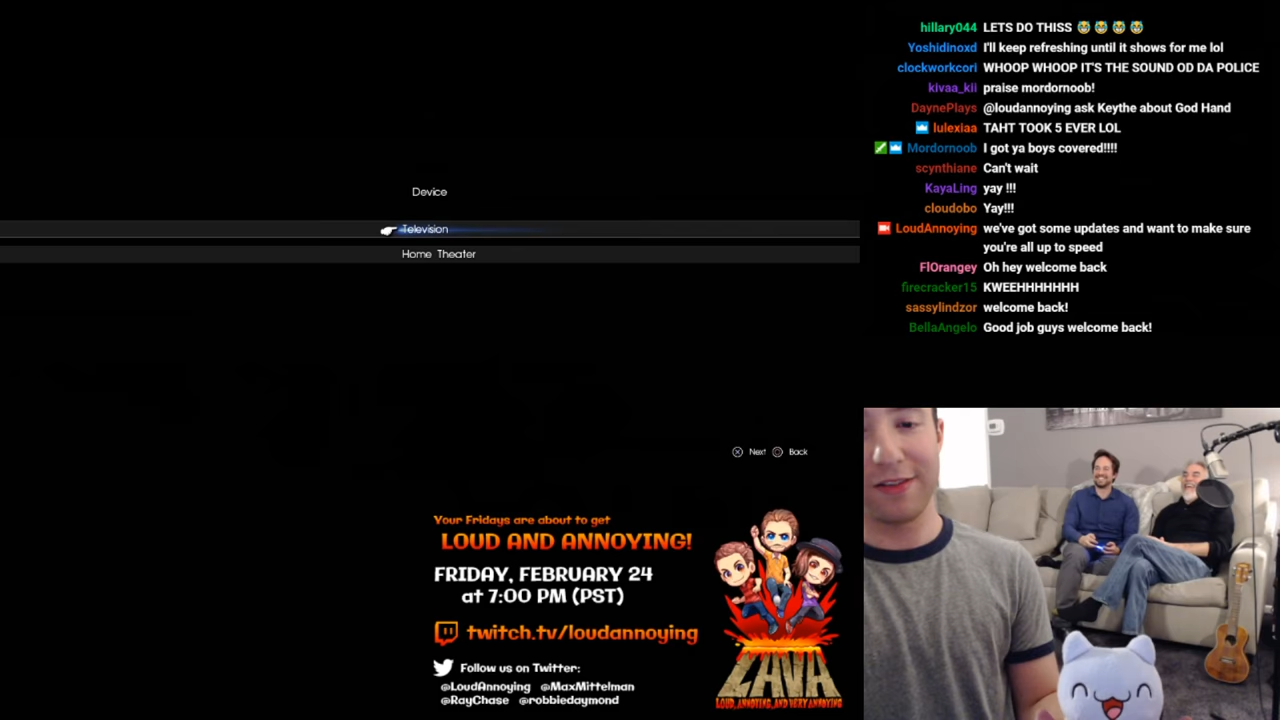 Device
Television
Home Theater
Next Back
Your Fridays are about to get
LOUD AND ANNOYING!
FRIDAY, FEBRUARY 24
at 7:00 PM (PST)
twitch.tv/loudannoying
Follow us on Twitter:
@LoudAnnoying @MaxMittelman
@RayChase @robbiedaymond
LAVA
LOUD, ANNOYING, AND VERY ANNOYING
hillary044 LETS DO THISS
Yoshidinoxd I'll keep refreshing until it shows for me lol
clockworkcori WHOOP WHOOP IT'S THE SOUND OD DA POLICE
kivaa_kii praise mordornoob!
DaynePlays @loudannoying ask Keythe about God Hand
lulexiaa TAHT TOOK 5 EVER LOL
Mordornoob I got ya boys covered!!!!
scynthiane Can't wait
KayaLing yay !!!
cloudobo Yay!!!
LoudAnnoying we've got some updates and want to make sure
you're all up to speed
FlOrangey Oh hey welcome back
firecracker15 KWEEHHHHHHH
sassylindzor welcome back!
BellaAngelo Good job guys welcome back!